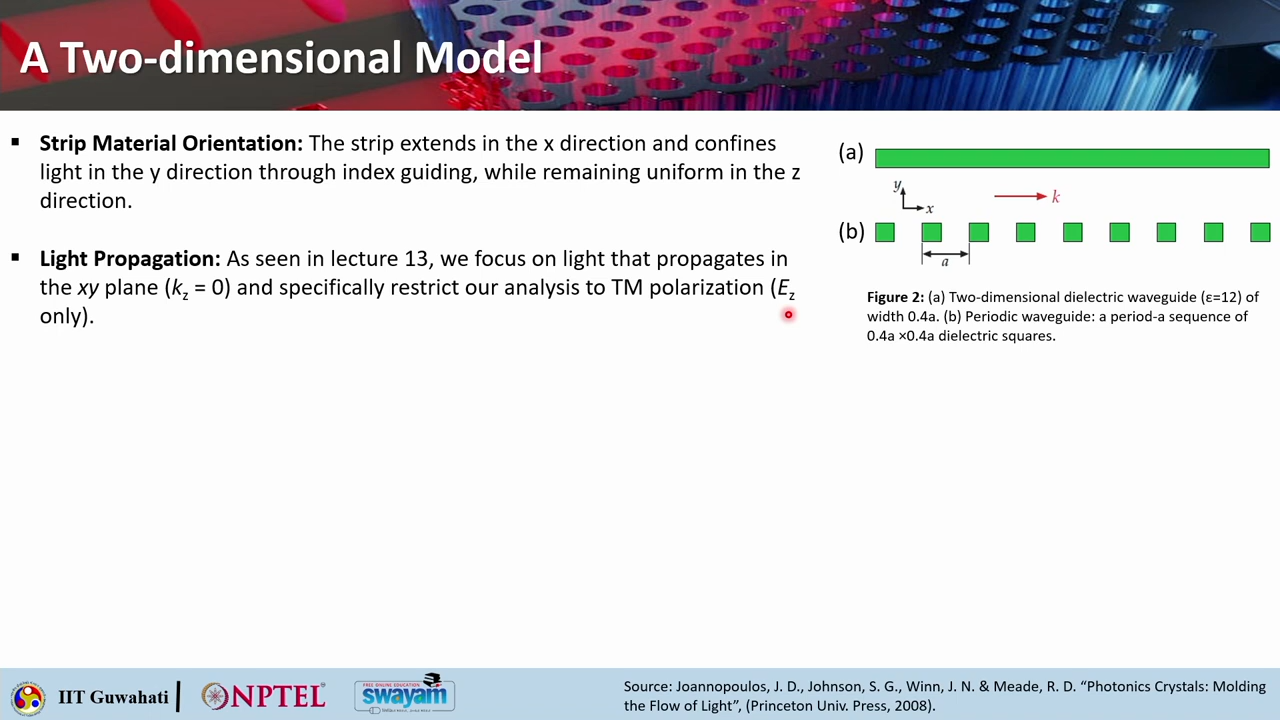 A Two-dimensional Model
▪ Strip Material Orientation: The strip extends in the x direction and confines
light in the y direction through index guiding, while remaining uniform in the z
direction.
▪ Light Propagation: As seen in lecture 13, we focus on light that propagates in
the xy plane (kz = 0) and specifically restrict our analysis to TM polarization (Ez
only).
(a)
y
x
k
(b)
a
Figure 2: (a) Two-dimensional dielectric waveguide (ε=12) of
width 0.4a. (b) Periodic waveguide: a period-a sequence of
0.4a ×0.4a dielectric squares.
IIT Guwahati
NPTEL
FREE ONLINE EDUCATION
swayam
Source: Joannopoulos, J. D., Johnson, S. G., Winn, J. N. & Meade, R. D. “Photonics Crystals: Molding
the Flow of Light”, (Princeton Univ. Press, 2008).